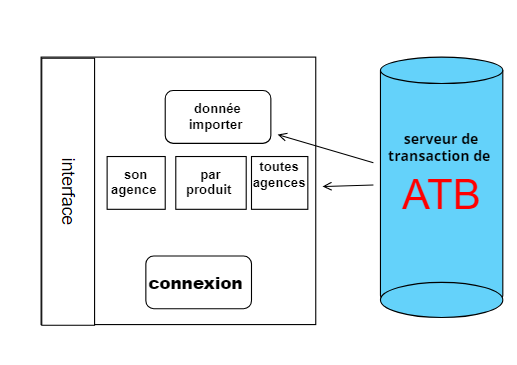 interface
donnée
importer
son
agence
par
produit
toutes
agences
connexion
serveur de
transaction de
ATB